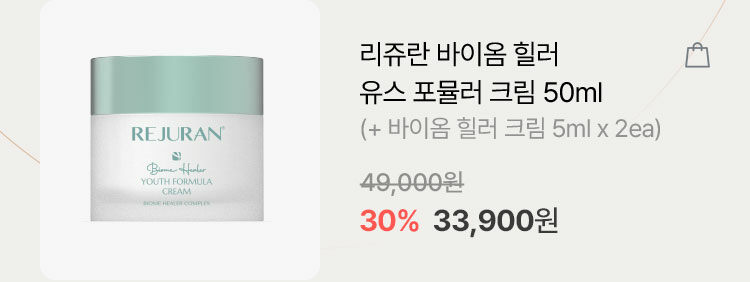 REJURAN®
Biome Healer
YOUTH FORMULA
CREAM
BIOME HEALER COMPLEX
리쥬란 바이옴 힐러
유스 포뮬러 크림 50ml
(+ 바이옴 힐러 크림 5ml x 2ea)
49,000원
30% 33,900원